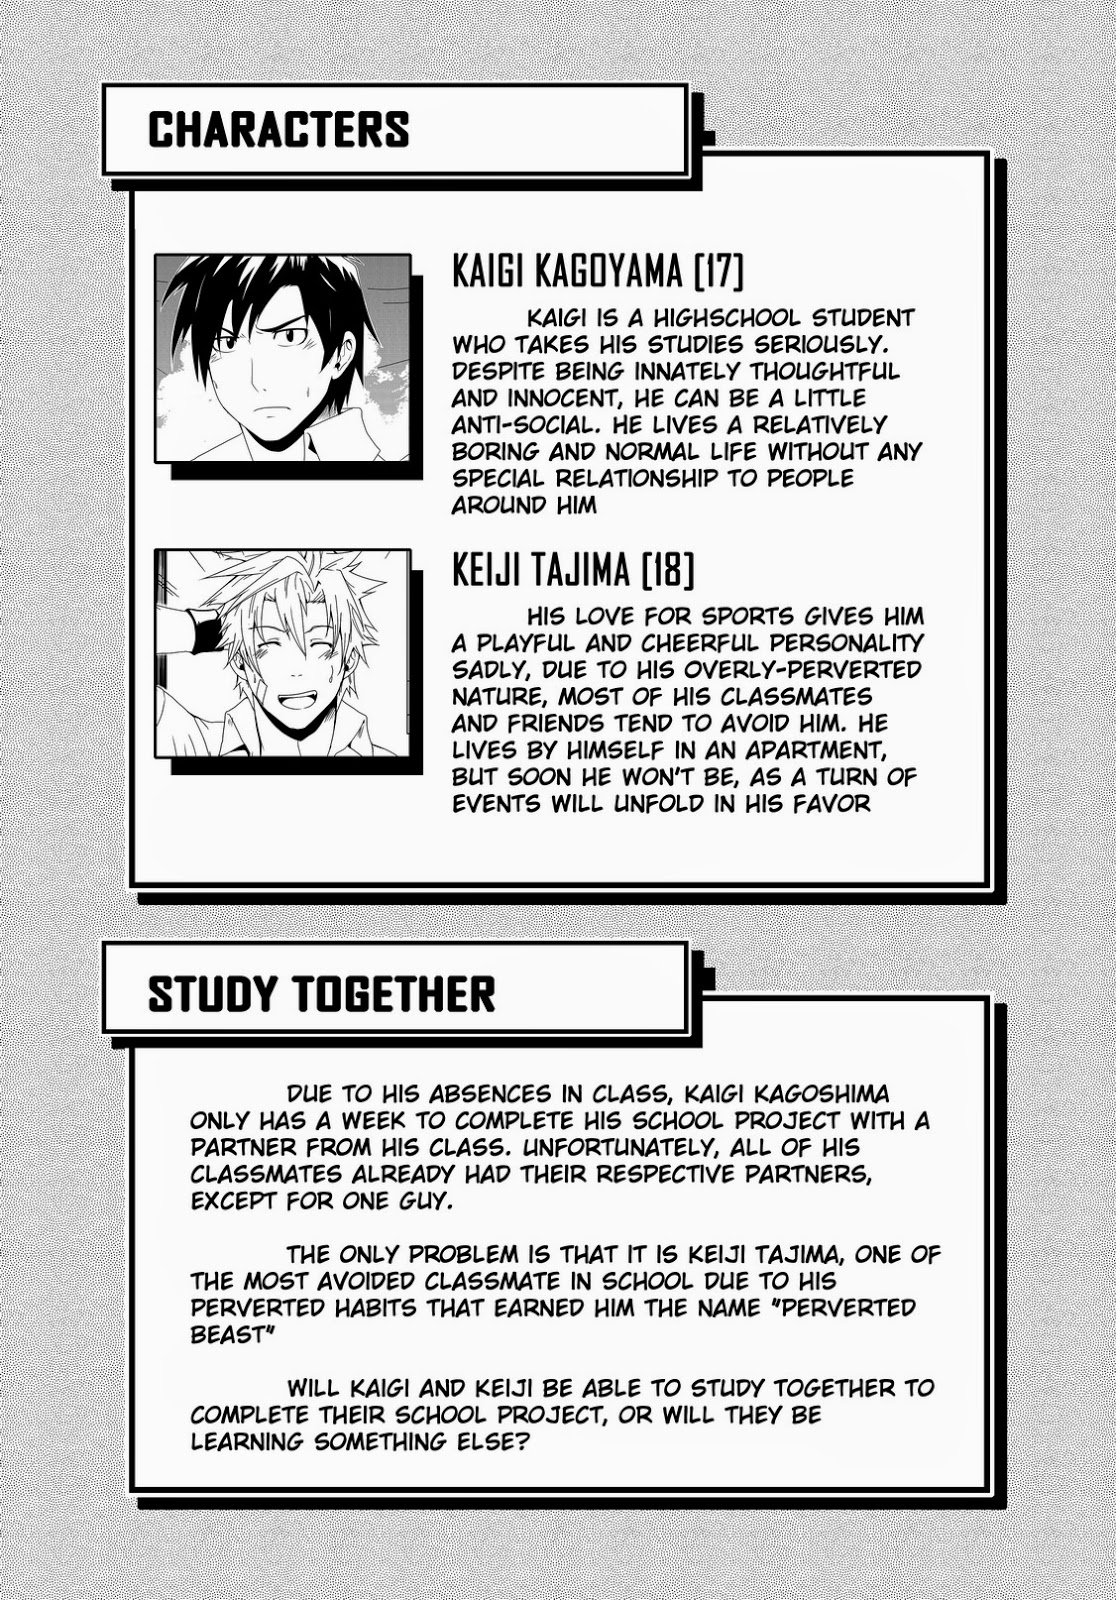 CHARACTERS
KAIGI KAGOYAMA [17]
KAIGI IS A HIGHSCHOOL STUDENT
WHO TAKES HIS STUDIES SERIOUSLY.
DESPITE BEING INNATELY THOUGHTFUL
AND INNOCENT, HE CAN BE A LITTLE
ANTI-SOCIAL. HE LIVES A RELATIVELY
BORING AND NORMAL LIFE WITHOUT ANY
SPECIAL RELATIONSHIP TO PEOPLE
AROUND HIM
KEIJI TAJIMA [18]
HIS LOVE FOR SPORTS GIVES HIM
A PLAYFUL AND CHEERFUL PERSONALITY
SADLY, DUE TO HIS OVERLY-PERVERTED
NATURE, MOST OF HIS CLASSMATES
AND FRIENDS TEND TO AVOID HIM. HE
LIVES BY HIMSELF IN AN APARTMENT,
BUT SOON HE WON'T BE, AS A TURN OF
EVENTS WILL UNFOLD IN HIS FAVOR
STUDY TOGETHER
DUE TO HIS ABSENCES IN CLASS, KAIGI KAGOSHIMA
ONLY HAS A WEEK TO COMPLETE HIS SCHOOL PROJECT WITH A
PARTNER FROM HIS CLASS. UNFORTUNATELY, ALL OF HIS
CLASSMATES ALREADY HAD THEIR RESPECTIVE PARTNERS,
EXCEPT FOR ONE GUY.
THE ONLY PROBLEM IS THAT IT IS KEIJI TAJIMA, ONE OF
THE MOST AVOIDED CLASSMATE IN SCHOOL DUE TO HIS
PERVERTED HABITS THAT EARNED HIM THE NAME "PERVERTED
BEAST"
WILL KAIGI AND KEIJI BE ABLE TO STUDY TOGETHER TO
COMPLETE THEIR SCHOOL PROJECT, OR WILL THEY BE
LEARNING SOMETHING ELSE?